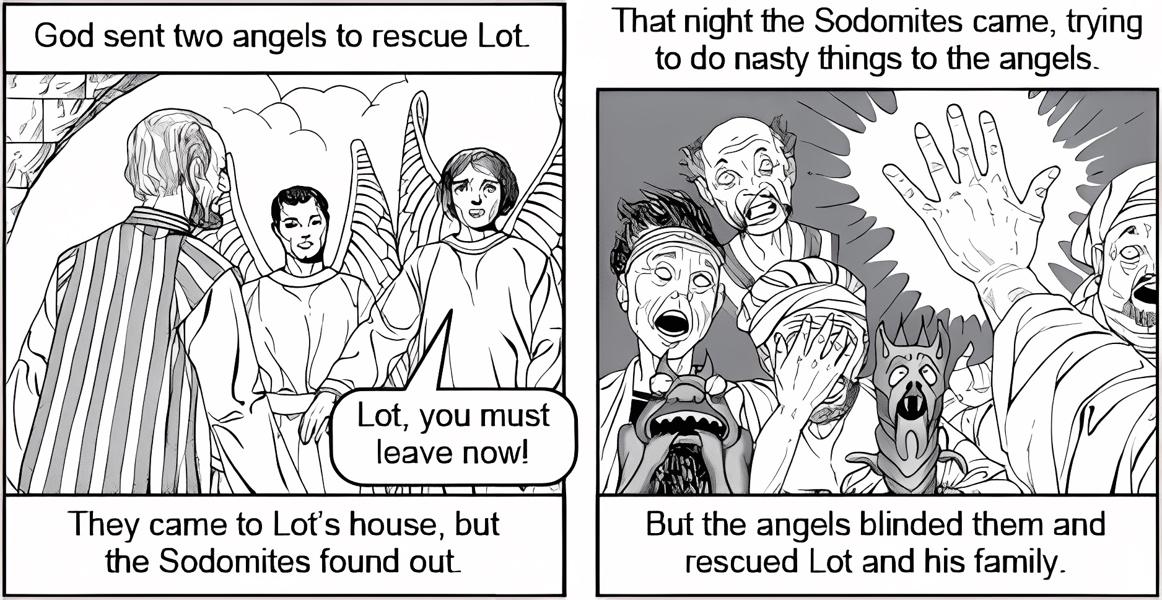 God sent two angels to rescue Lot.
Lot, you must
leave now!
They came to Lot's house, but
the Sodomites found out.
That night the Sodomites came, trying
to do nasty things to the angels.
But the angels blinded them and
rescued Lot and his family.